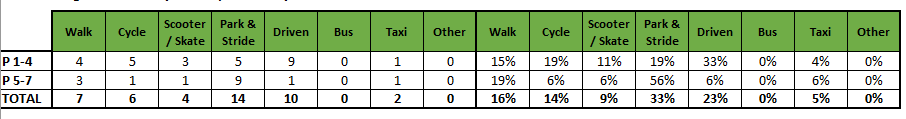 Walk Cycle Scooter / Skate Park & Stride Driven Bus Taxi Other Walk Cycle Scooter / Skate Park & Stride Driven Bus Taxi Other
P 1-4 4 5 3 5 9 0 1 0 15% 19% 11% 19% 33% 0% 4% 0%
P 5-7 3 1 1 9 1 0 1 0 19% 6% 6% 56% 6% 0% 6% 0%
TOTAL 7 6 4 14 10 0 2 0 16% 14% 9% 33% 23% 0% 5% 0%